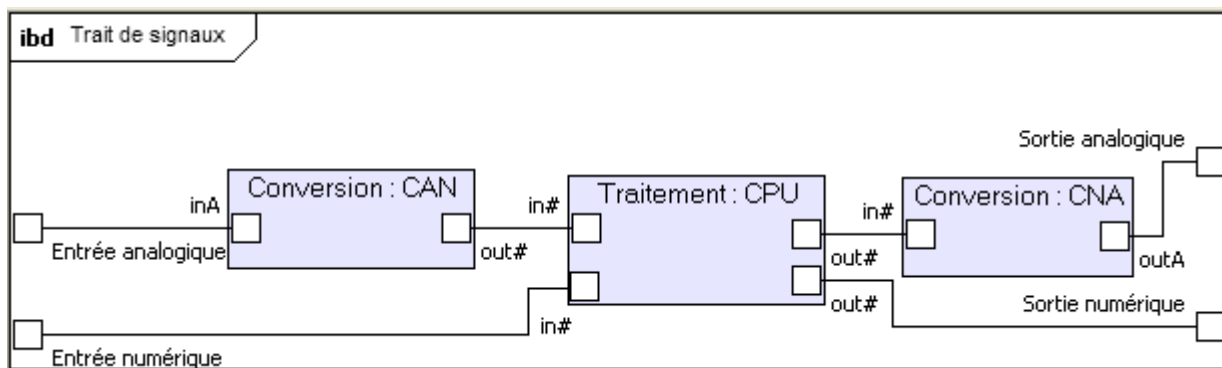 ibd Trait de signaux
Sortie analogique
Conversion : CAN
Traitement : CPU
Conversion : CNA
inA
in#
in#
Entrée analogique
out#
out#
outA
in#
out#
Sortie numérique
Entrée numérique